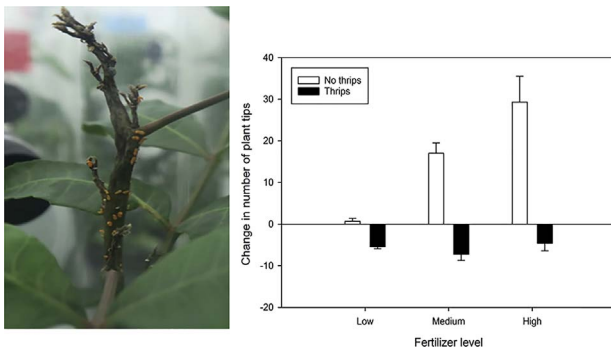 40
30
20
10
0
-10
-20
Change in number of plant tips
No thrips
Thrips
Low Medium High
Fertilizer level